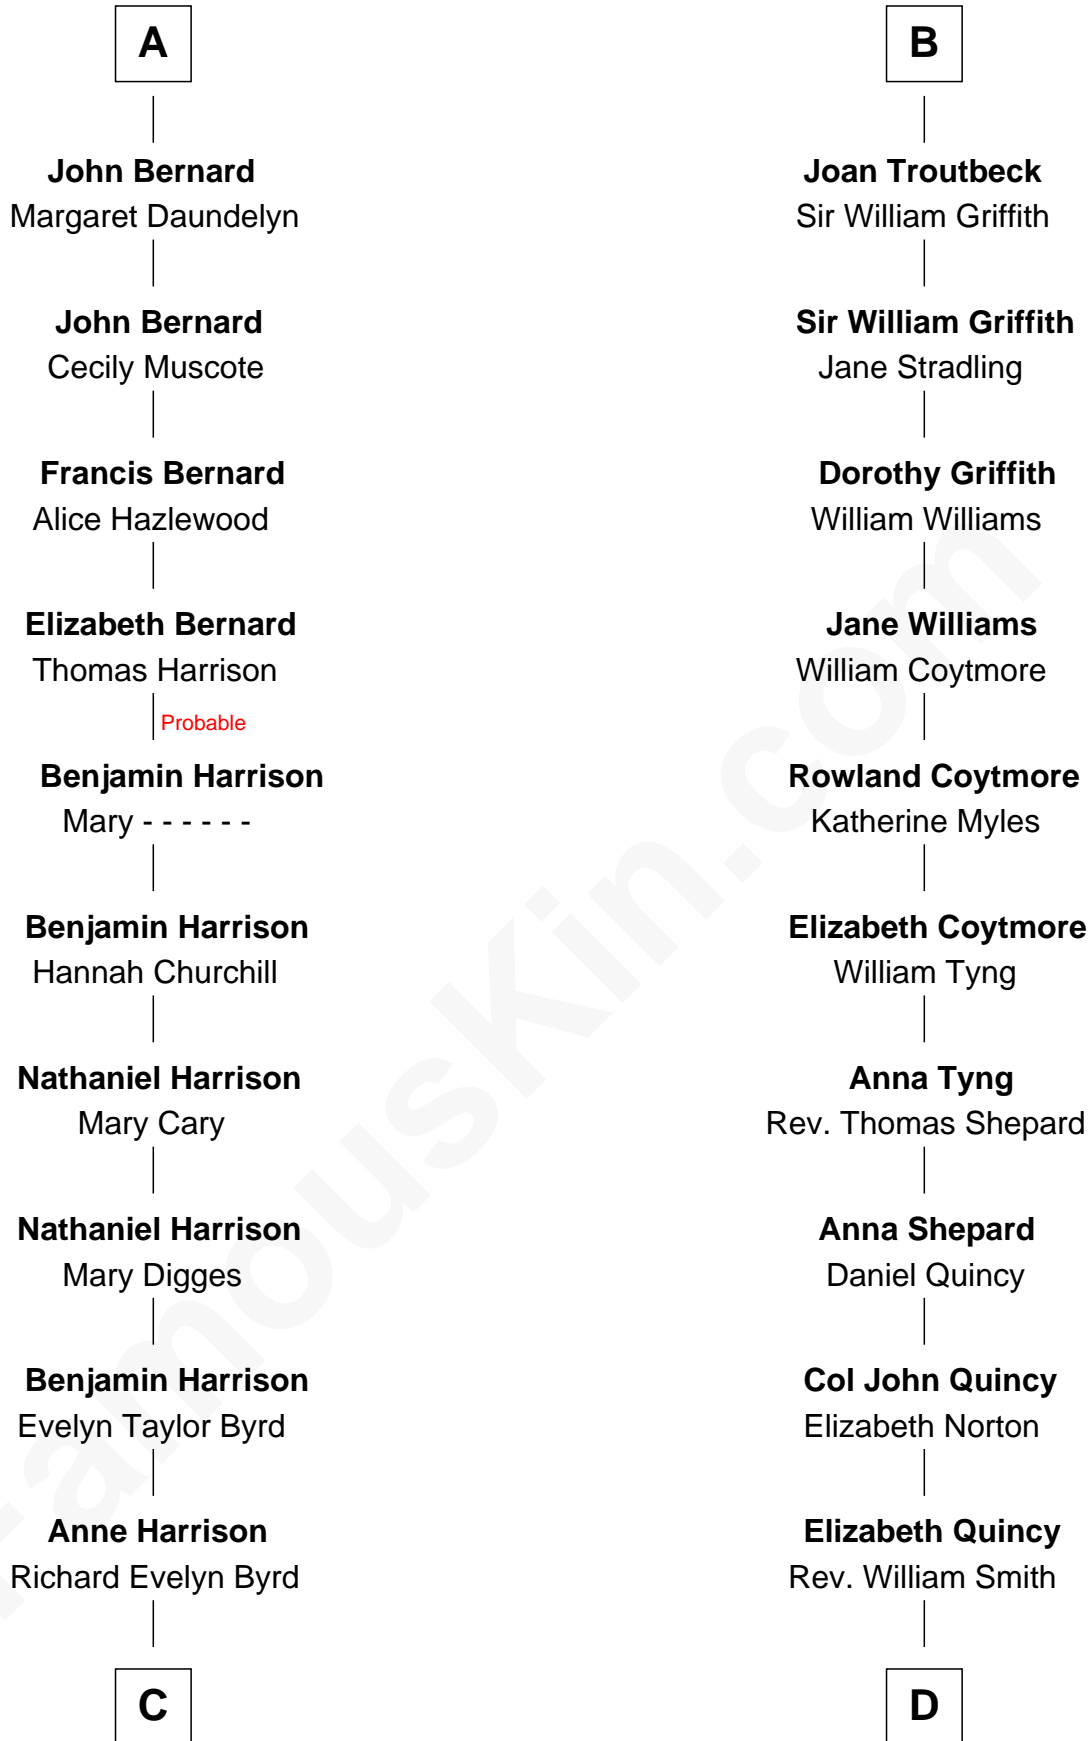 A
John Bernard
Margaret Daundelyn
John Bernard
Cecily Muscote
Francis Bernard
Alice Hazlewood
Elizabeth Bernard
Thomas Harrison
Probable
Benjamin Harrison
Mary - - - - - -
Benjamin Harrison
Hannah Churchill
Nathaniel Harrison
Mary Cary
Nathaniel Harrison
Mary Digges
Benjamin Harrison
Evelyn Taylor Byrd
Anne Harrison
Richard Evelyn Byrd
C
B
Joan Troutbeck
Sir William Griffith
Sir William Griffith
Jane Stradling
Dorothy Griffith
William Williams
Jane Williams
William Coytmore
Rowland Coytmore
Katherine Myles
Elizabeth Coytmore
William Tyng
Anna Tyng
Rev. Thomas Shepard
Anna Shepard
Daniel Quincy
Col John Quincy
Elizabeth Norton
Elizabeth Quincy
Rev. William Smith
D
FamousKin.com